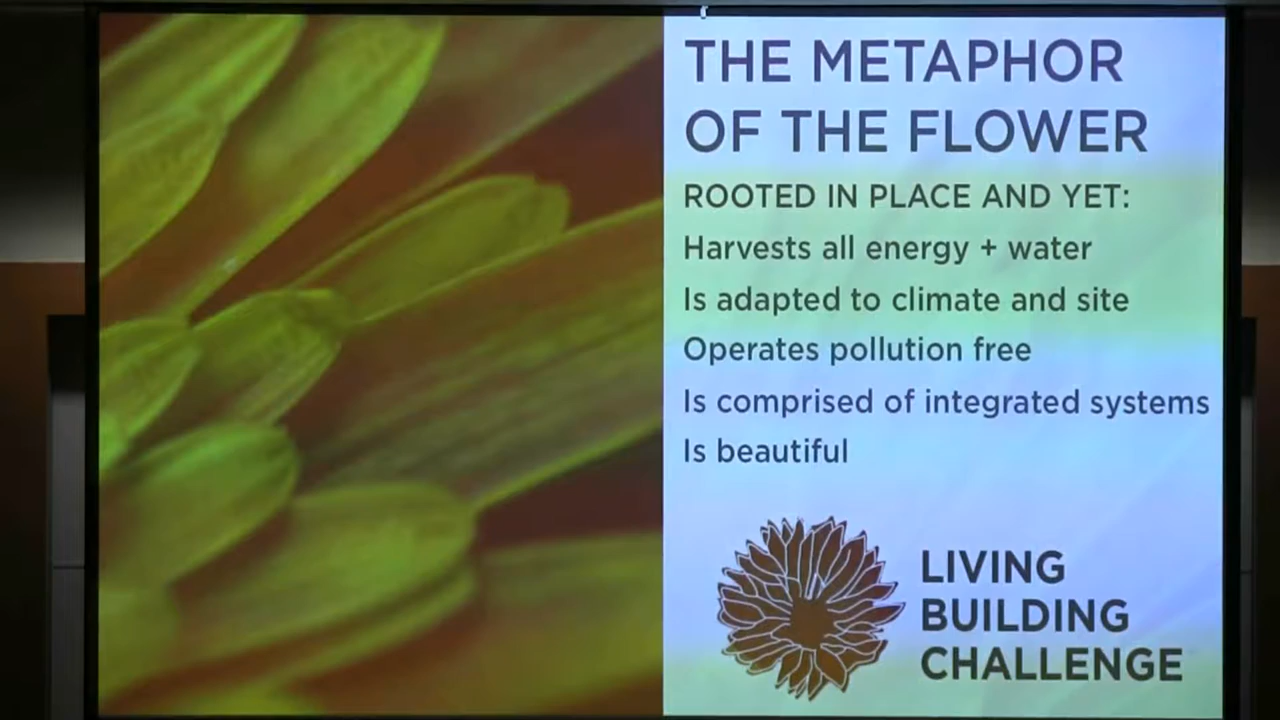 THE METAPHOR
OF THE FLOWER
ROOTED IN PLACE AND YET:
Harvests all energy + water
Is adapted to climate and site
Operates pollution free
Is comprised of integrated systems
Is beautiful
LIVING
BUILDING
CHALLENGE